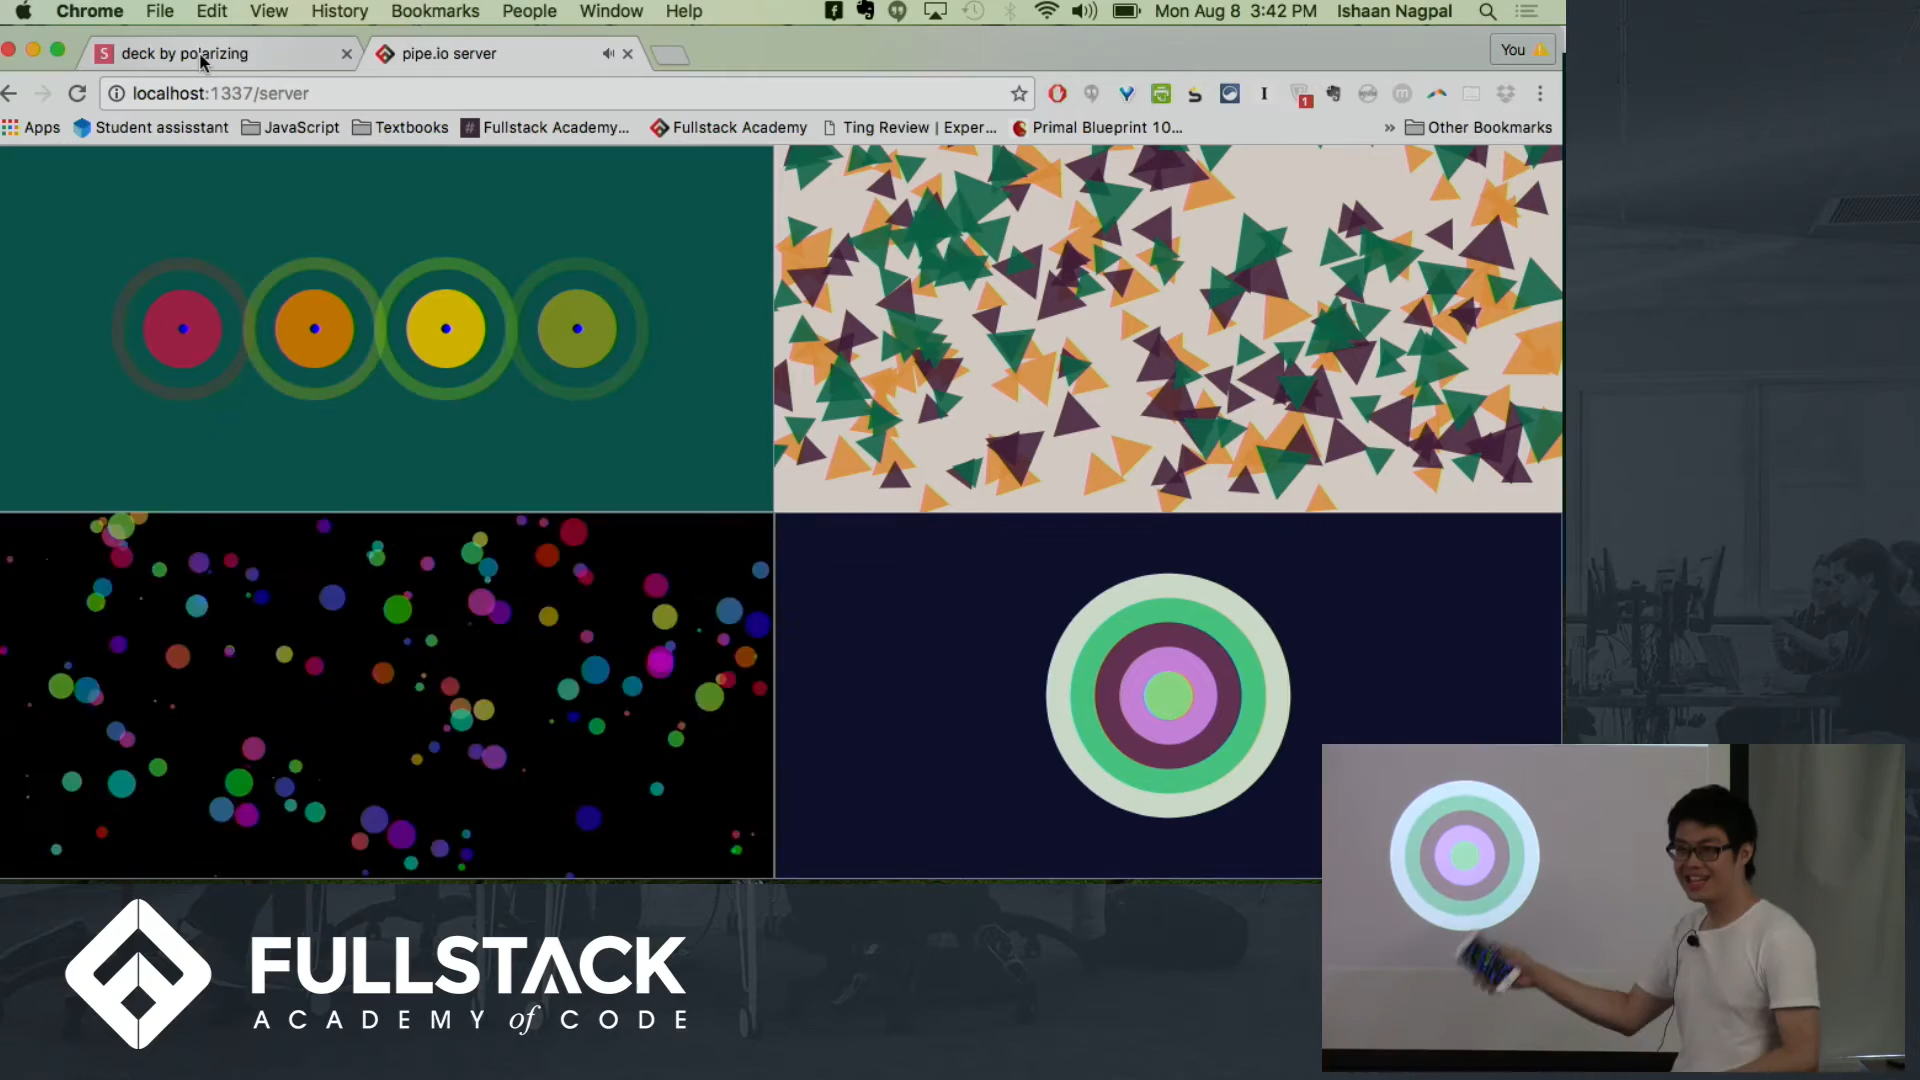 Chrome File Edit View History Bookmarks People Window Help Mon Aug 8 3:42 PM Ishaan Nagpal
S deck by polarizing pipe.io server You
localhost:1337/server I 1
Apps Student assisstant JavaScript Textbooks # Fullstack Academy... Fullstack Academy Ting Review | Exper... Primal Blueprint 10... » Other Bookmarks
FULLSTACK
ACADEMY of CODE